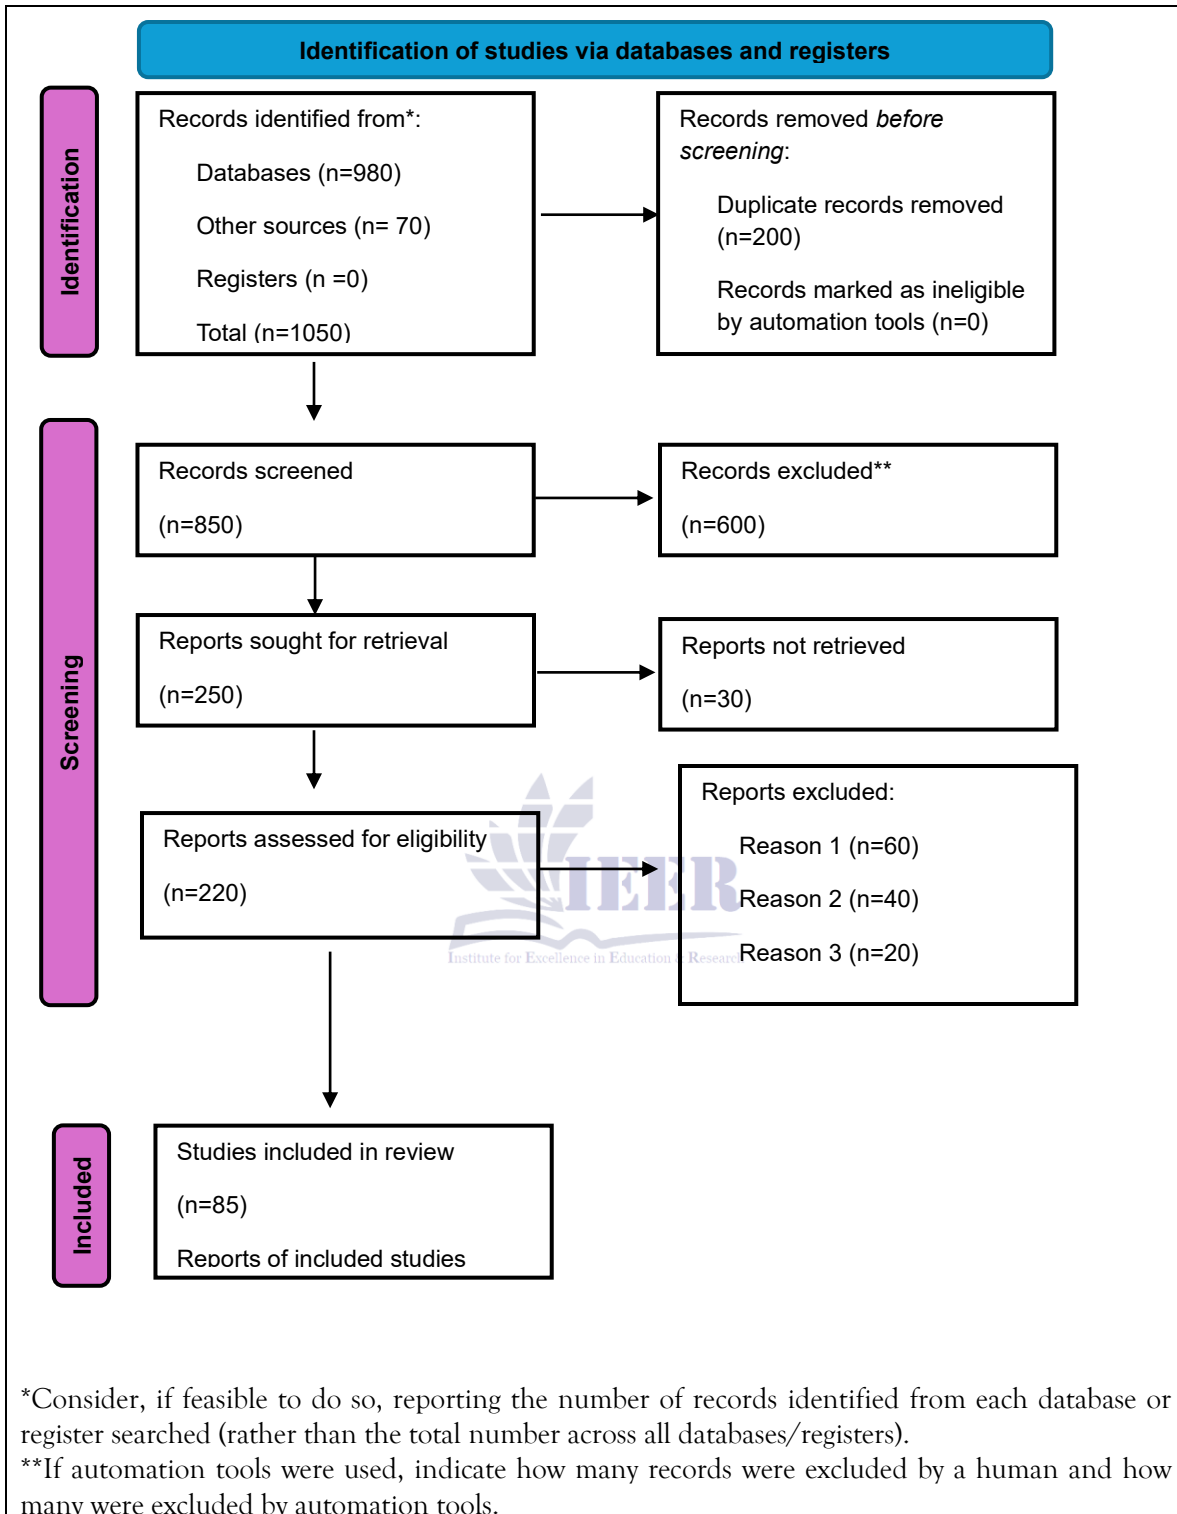 Identification of studies via databases and registers
Identification
Records identified from*:
Databases (n=980)
Other sources (n= 70)
Registers (n =0)
Total (n=1050)
Records removed before
screening:
Duplicate records removed
(n=200)
Records marked as ineligible
by automation tools (n=0)
Screening
Records screened
(n=850)
Records excluded**
(n=600)
Reports sought for retrieval
(n=250)
Reports not retrieved
(n=30)
Reports assessed for eligibility
(n=220)
Reports excluded:
Reason 1 (n=60)
Reason 2 (n=40)
Reason 3 (n=20)
IEER
Institute for Excellence in Education & Research
Included
Studies included in review
(n=85)
Reports of included studies
*Consider, if feasible to do so, reporting the number of records identified from each database or
register searched (rather than the total number across all databases/registers).
**If automation tools were used, indicate how many records were excluded by a human and how
many were excluded by automation tools.